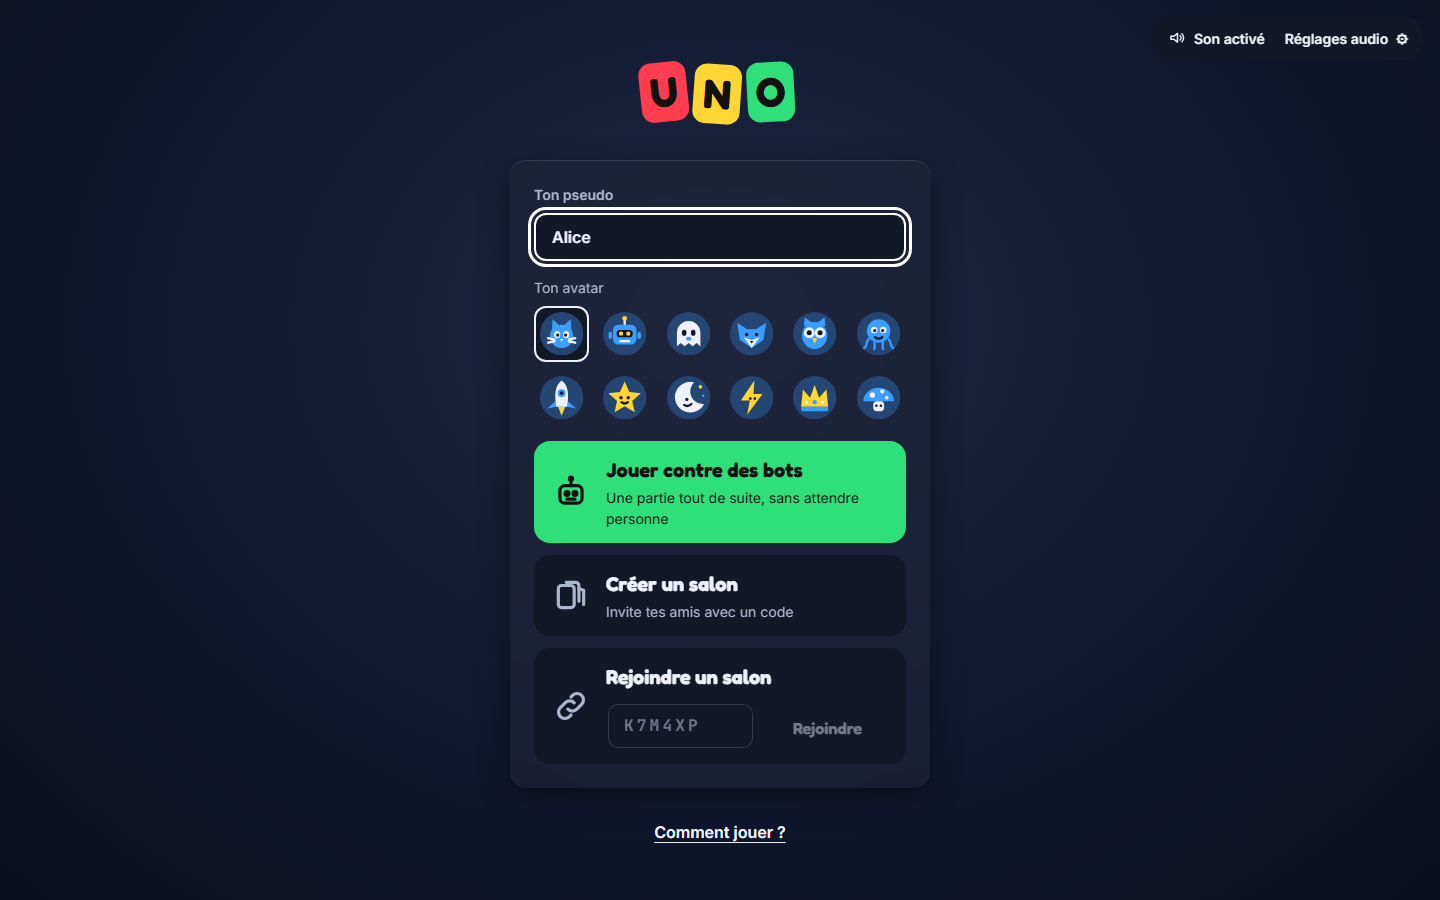 Son activé Réglages audio
UNO
Ton pseudo
Alice
Ton avatar
Jouer contre des bots
Une partie tout de suite, sans attendre
personne
Créer un salon
Invite tes amis avec un code
Rejoindre un salon
K7M4XP Rejoindre
Comment jouer ?